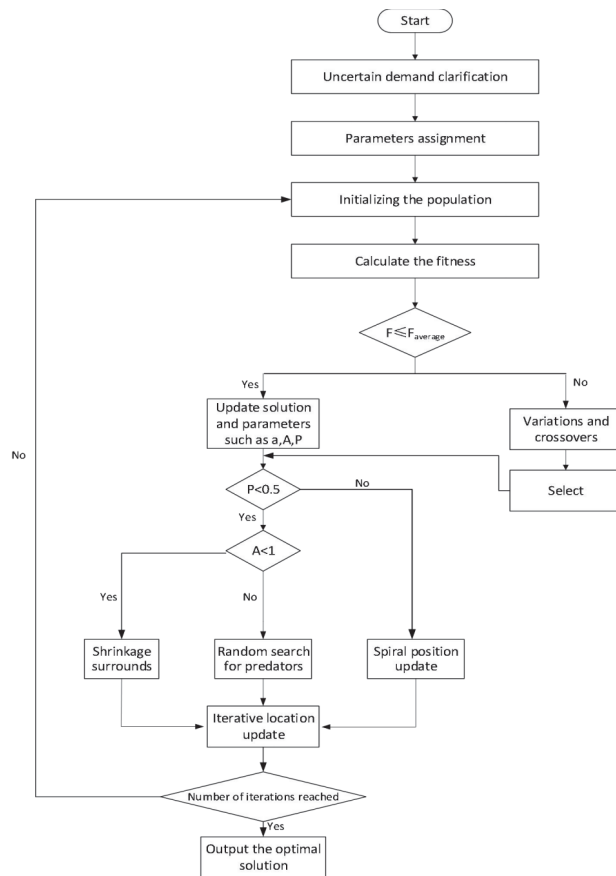 Start
Uncertain demand clarification
Parameters assignment
Initializing the population
Calculate the fitness
F≤Faverage
Yes
No
Update solution
and parameters
such as a,A,P
Variations and
crossovers
No
P<0.5
No
Select
Yes
A<1
Yes
No
Shrinkage
surrounds
Random search
for predators
Spiral position
update
Iterative location
update
Number of iterations reached
Yes
Output the optimal
solution